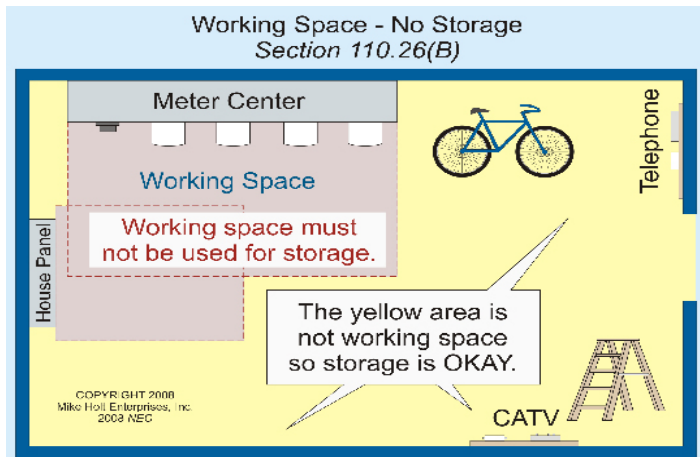 Working Space - No Storage
Section 110.26(B)
Meter Center
Telephone
Working Space
Working space must
not be used for storage.
House Panel
The yellow area is
not working space
so storage is OKAY.
COPYRIGHT 2008
Mike Holt Enterprises, Inc.
2008 NEC
CATV